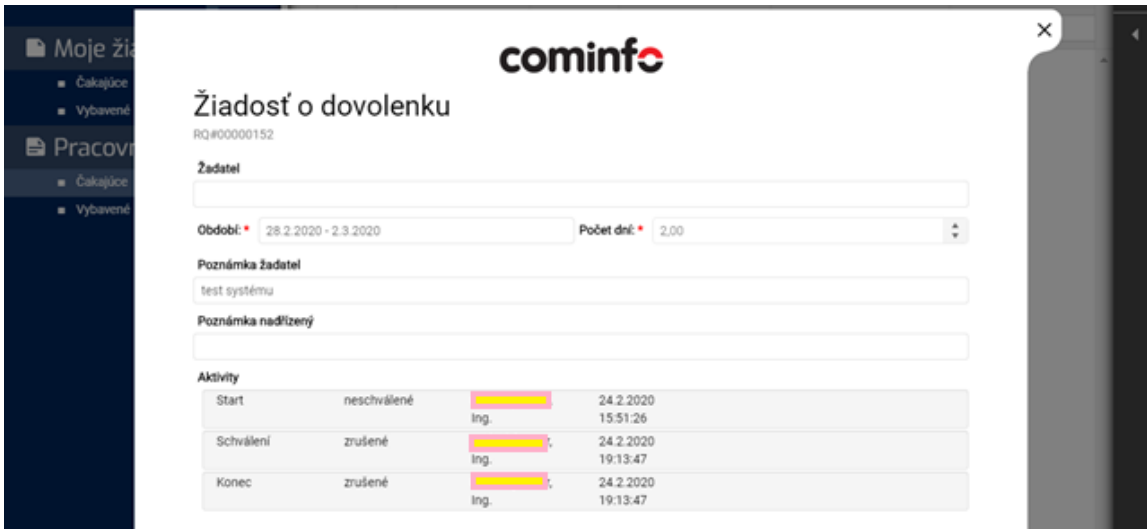 cominfo
Moje
Čakajúce
Vybavené
Čakajúce
Vybavené
Žiadosť o dovolenku
RQ#00000152
Žadatel
Období: * 28.2.2020 - 2.3.2020 Počet dní: * 2,00
Poznámka žadatel
test systému
Poznámka nadřízený
Aktivity
Start neschválené , 24.2.2020
Ing. 15:51:26
Schválení zrušené , 24.2.2020
Ing. 19:13:47
Konec zrušené , 24.2.2020
Ing. 19:13:47